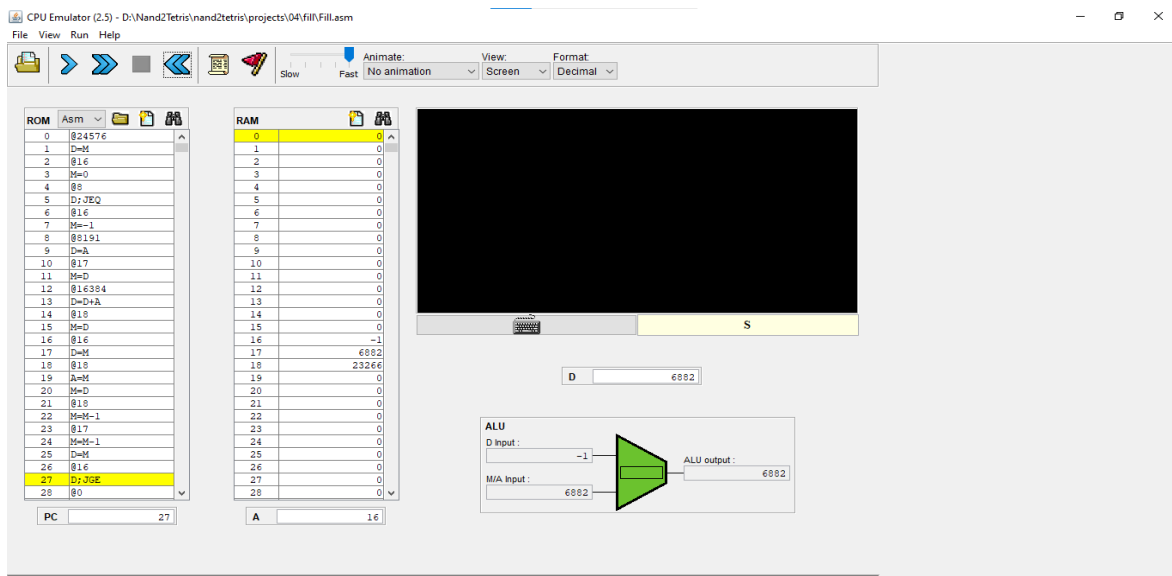 CPU Emulator (2.5) - D:\Nand2Tetris\nand2tetris\projects\04\fill\Fill.asm
File View Run Help
Slow Fast
Animate: View: Format:
No animation Screen Decimal
ROM Asm
0 @24576
1 D=M
2 @16
3 M=0
4 @8
5 D;JEQ
6 @16
7 M=-1
8 @8191
9 D=A
10 @17
11 M=D
12 @16384
13 D=D+A
14 @18
15 M=D
16 @16
17 D=M
18 @18
19 A=M
20 M=D
21 @18
22 M=M-1
23 @17
24 M=M-1
25 D=M
26 @16
27 D;JGE
28 @0
PC 27
RAM
0 0
1 0
2 0
3 0
4 0
5 0
6 0
7 0
8 0
9 0
10 0
11 0
12 0
13 0
14 0
15 0
16 -1
17 6882
18 23266
19 0
20 0
21 0
22 0
23 0
24 0
25 0
26 0
27 0
28 0
A 16
S
D 6882
ALU
D Input :
-1
M/A Input :
6882
ALU output :
6882